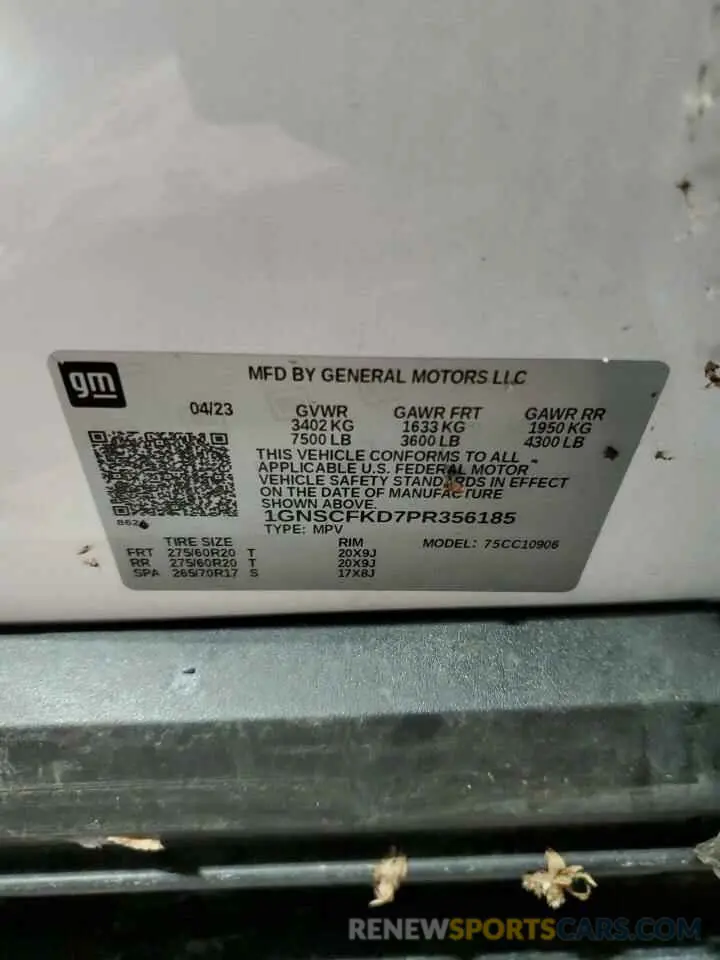 gm
MFD BY GENERAL MOTORS LLC
04/23 GVWR GAWR FRT GAWR RR
3402 KG 1633 KG 1950 KG
7500 LB 3600 LB 4300 LB
THIS VEHICLE CONFORMS TO ALL
APPLICABLE U.S. FEDERAL MOTOR
VEHICLE SAFETY STANDARDS IN EFFECT
ON THE DATE OF MANUFACTURE
SHOWN ABOVE.
1GNSCFKD7PR356185
TYPE: MPV
TIRE SIZE RIM MODEL: 75CC10906
FRT 275/60R20 T 20X9J
RR 275/60R20 T 20X9J
SPA 265/70R17 S 17X8J
RENEWSPORTSCARS.COM